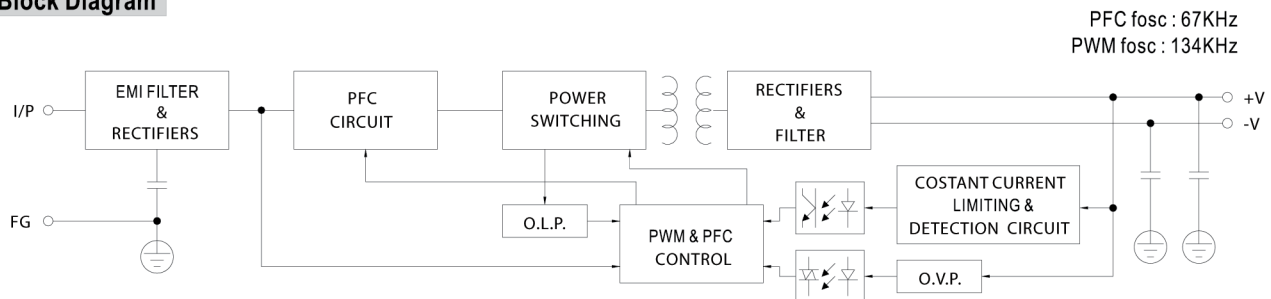 Block Diagram
PFC fosc : 67KHz
PWM fosc : 134KHz
I/P
EMI FILTER
&
RECTIFIERS
PFC
CIRCUIT
POWER
SWITCHING
RECTIFIERS
&
FILTER
+V
-V
FG
O.L.P.
PWM & PFC
CONTROL
COSTANT CURRENT
LIMITING &
DETECTION CIRCUIT
O.V.P.